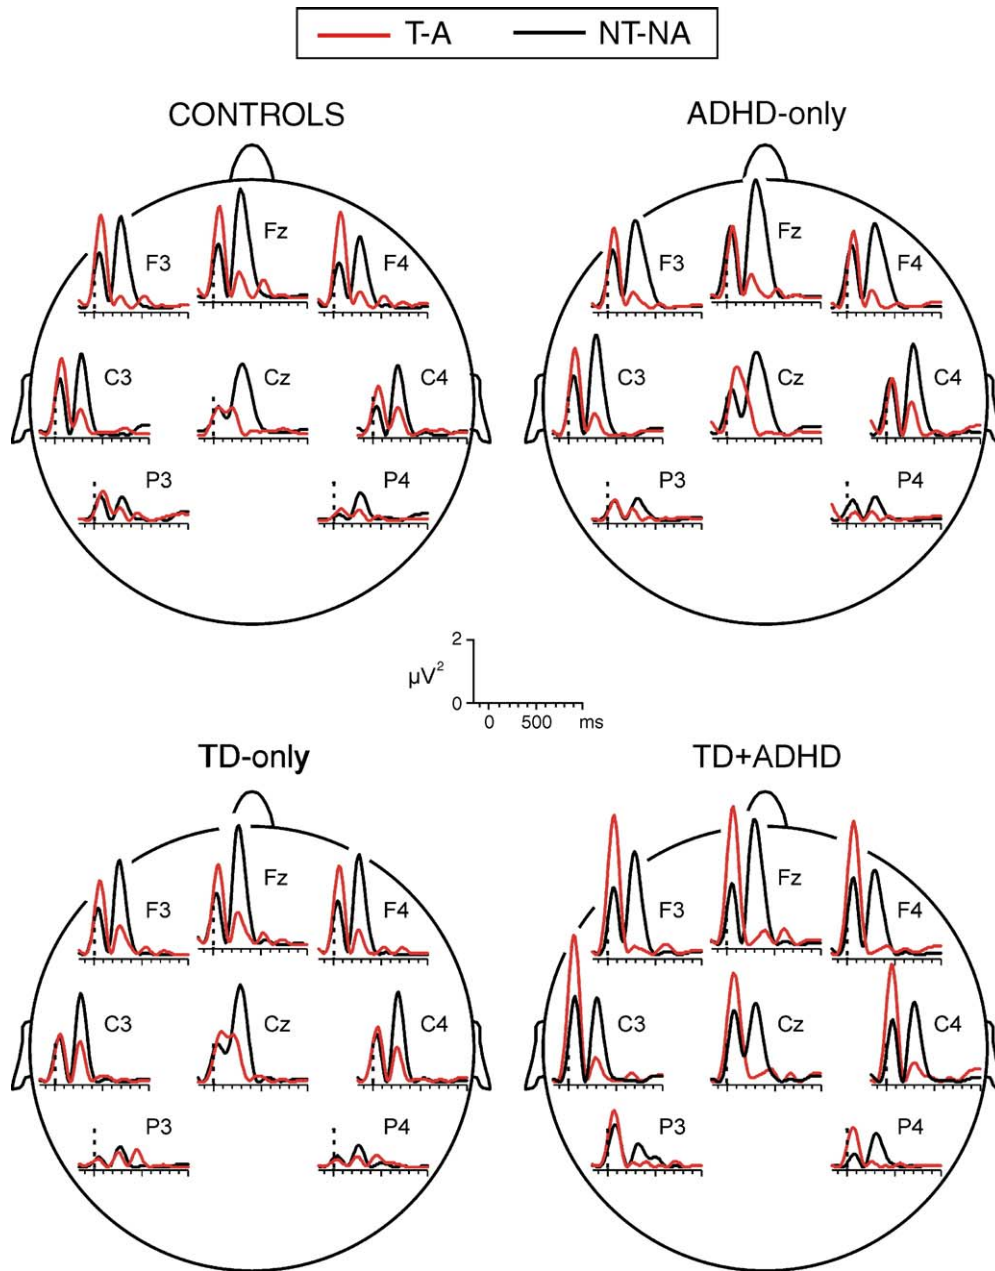 T-A NT-NA
CONTROLS ADHD-only
Fz Fz
F3 F4 F3 F4
C3 Cz C4 C3 Cz C4
P3 P4 P3 P4
2
µV²
0
0 500 ms
TD-only TD+ADHD
Fz Fz
F3 F4 F3 F4
C3 Cz C4 C3 Cz C4
P3 P4 P3 P4